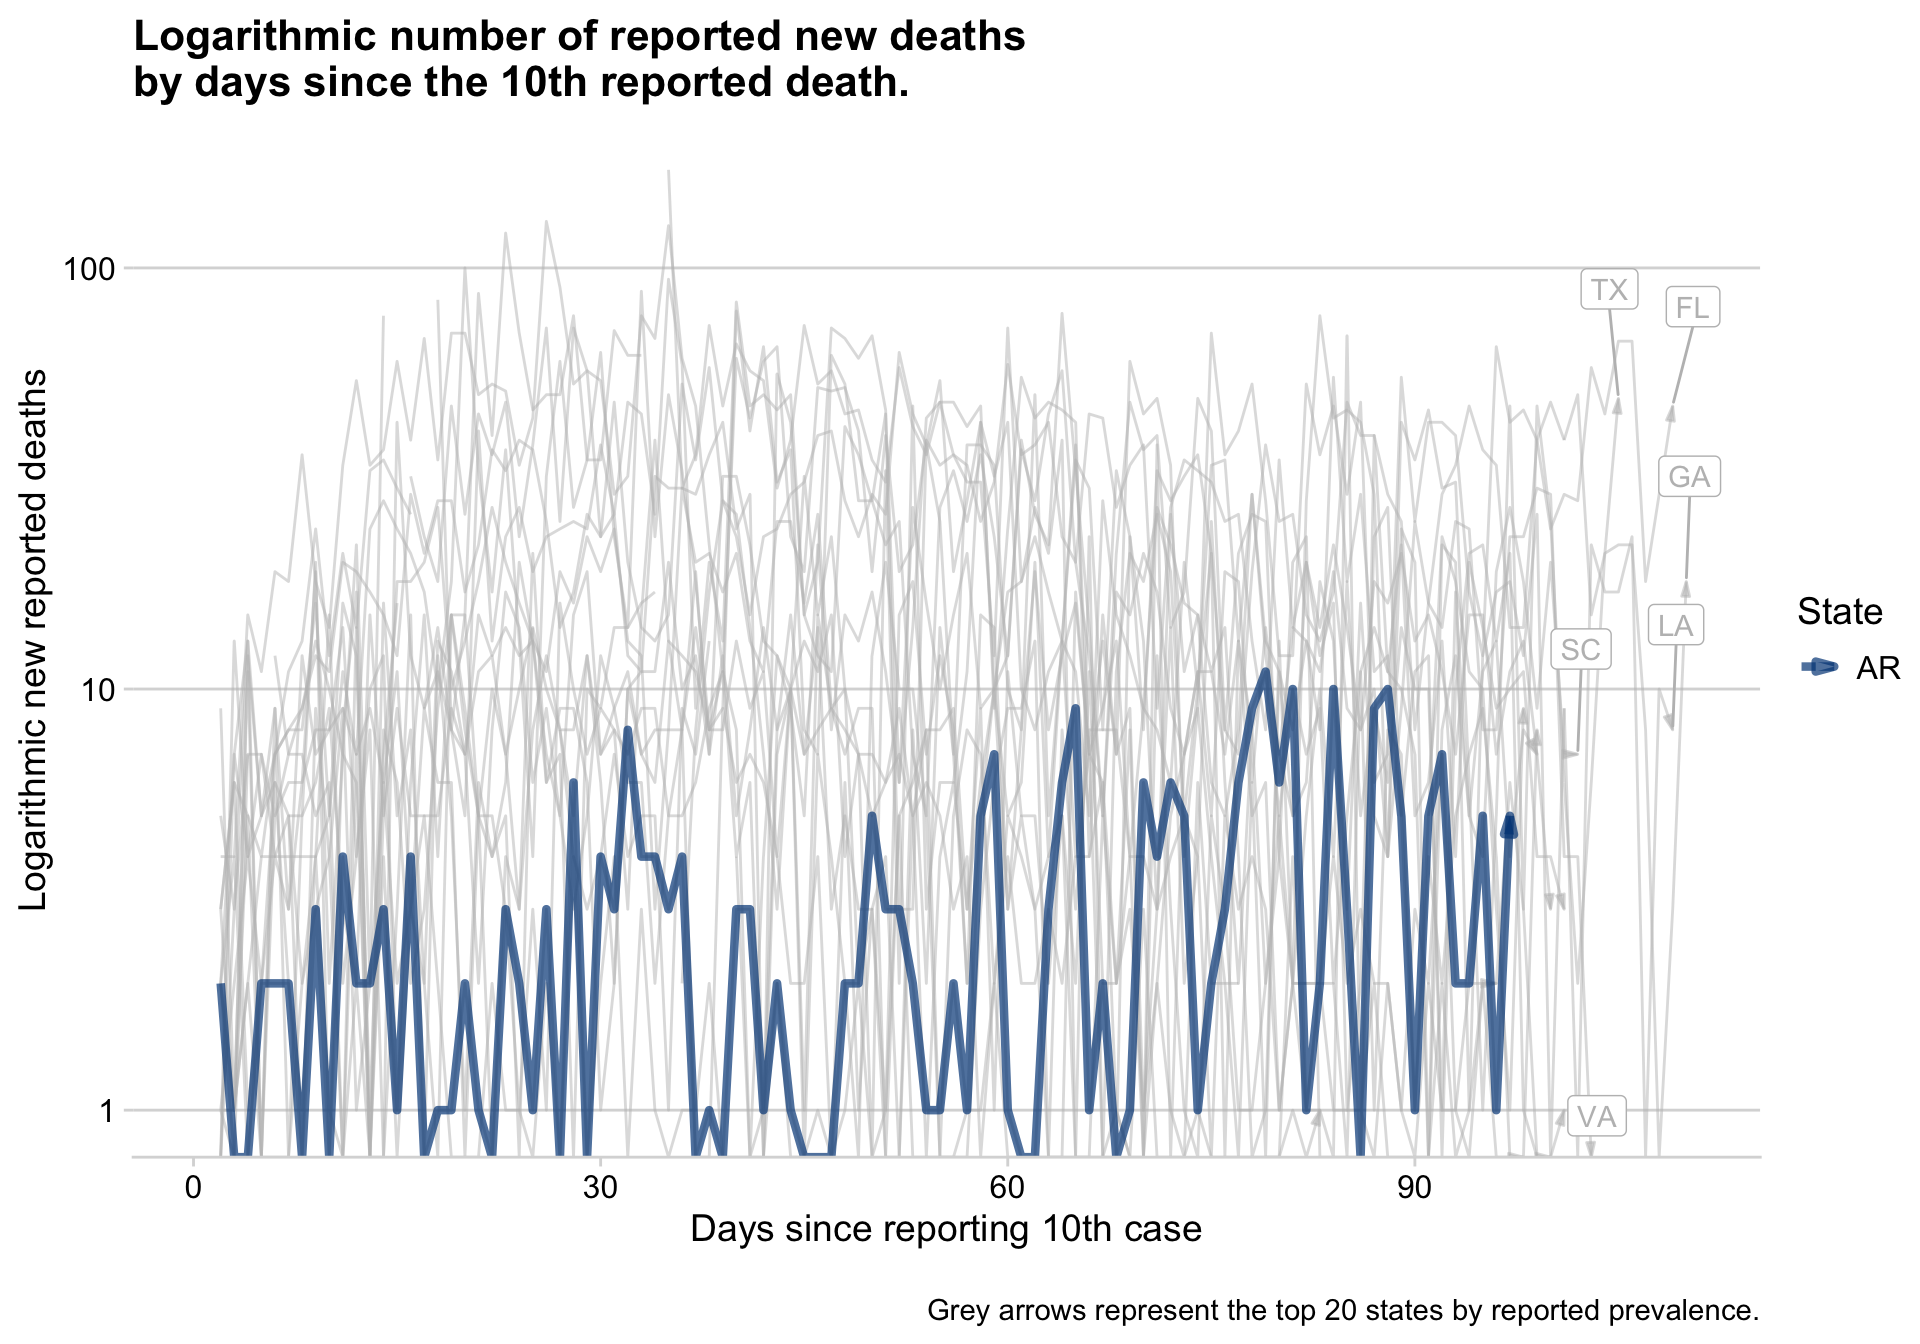 Logarithmic number of reported new deaths
by days since the 10th reported death.
Logarithmic new reported deaths
100
10
1
TX
FL
GA
LA
SC
VA
State
AR
0
30
60
90
Days since reporting 10th case
Grey arrows represent the top 20 states by reported prevalence.